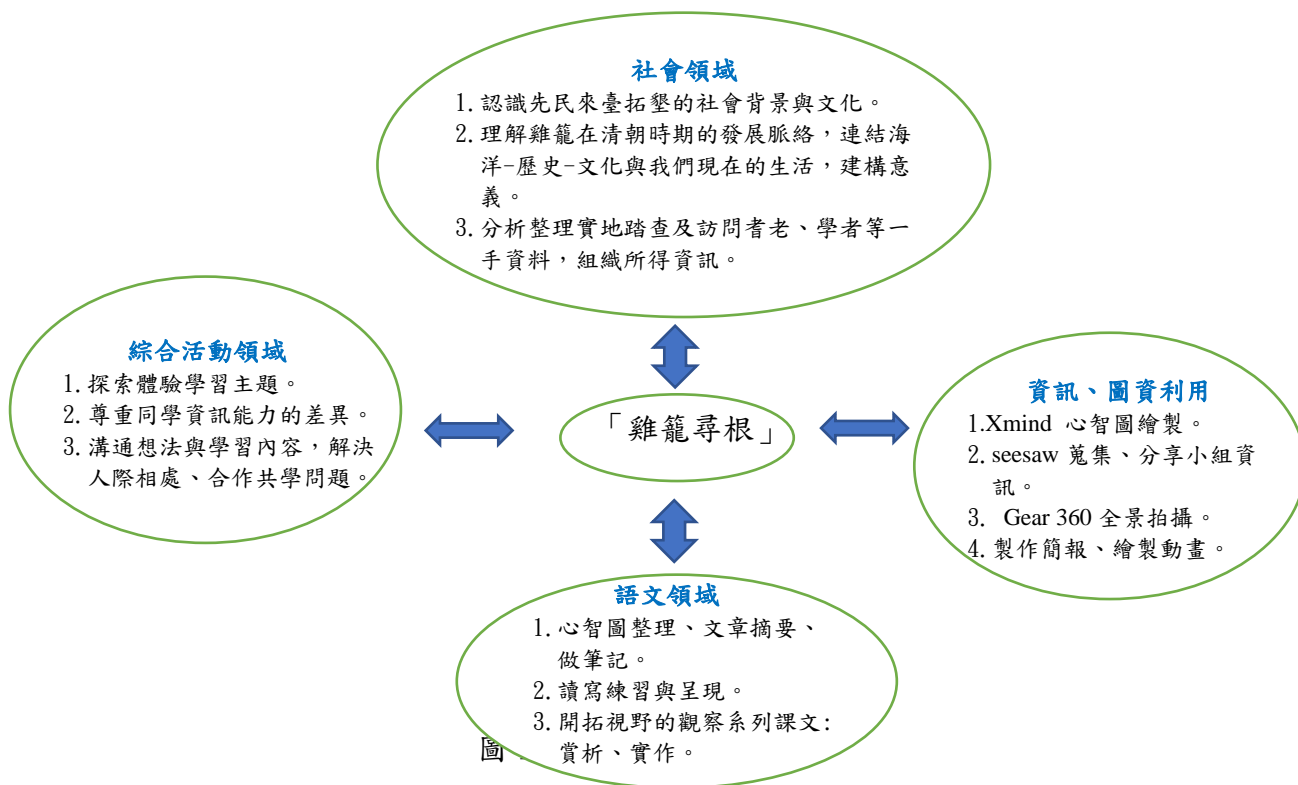 社會領域
1. 認識先民來臺拓墾的社會背景與文化。
2. 理解雞籠在清朝時期的發展脈絡，連結海
洋-歷史-文化與我們現在的生活，建構意
義。
3. 分析整理實地踏查及訪問耆老、學者等一
手資料，組織所得資訊。
綜合活動領域
1. 探索體驗學習主題。
2. 尊重同學資訊能力的差異。
3. 溝通想法與學習內容，解決
人際相處、合作共學問題。
「雞籠尋根」
資訊、圖資利用
1.Xmind 心智圖繪製。
2. seesaw 蒐集、分享小組資
訊。
3. Gear 360 全景拍攝。
4. 製作簡報、繪製動畫。
語文領域
1. 心智圖整理、文章摘要、
做筆記。
2. 讀寫練習與呈現。
3. 開拓視野的觀察系列課文:
賞析、實作。
圖